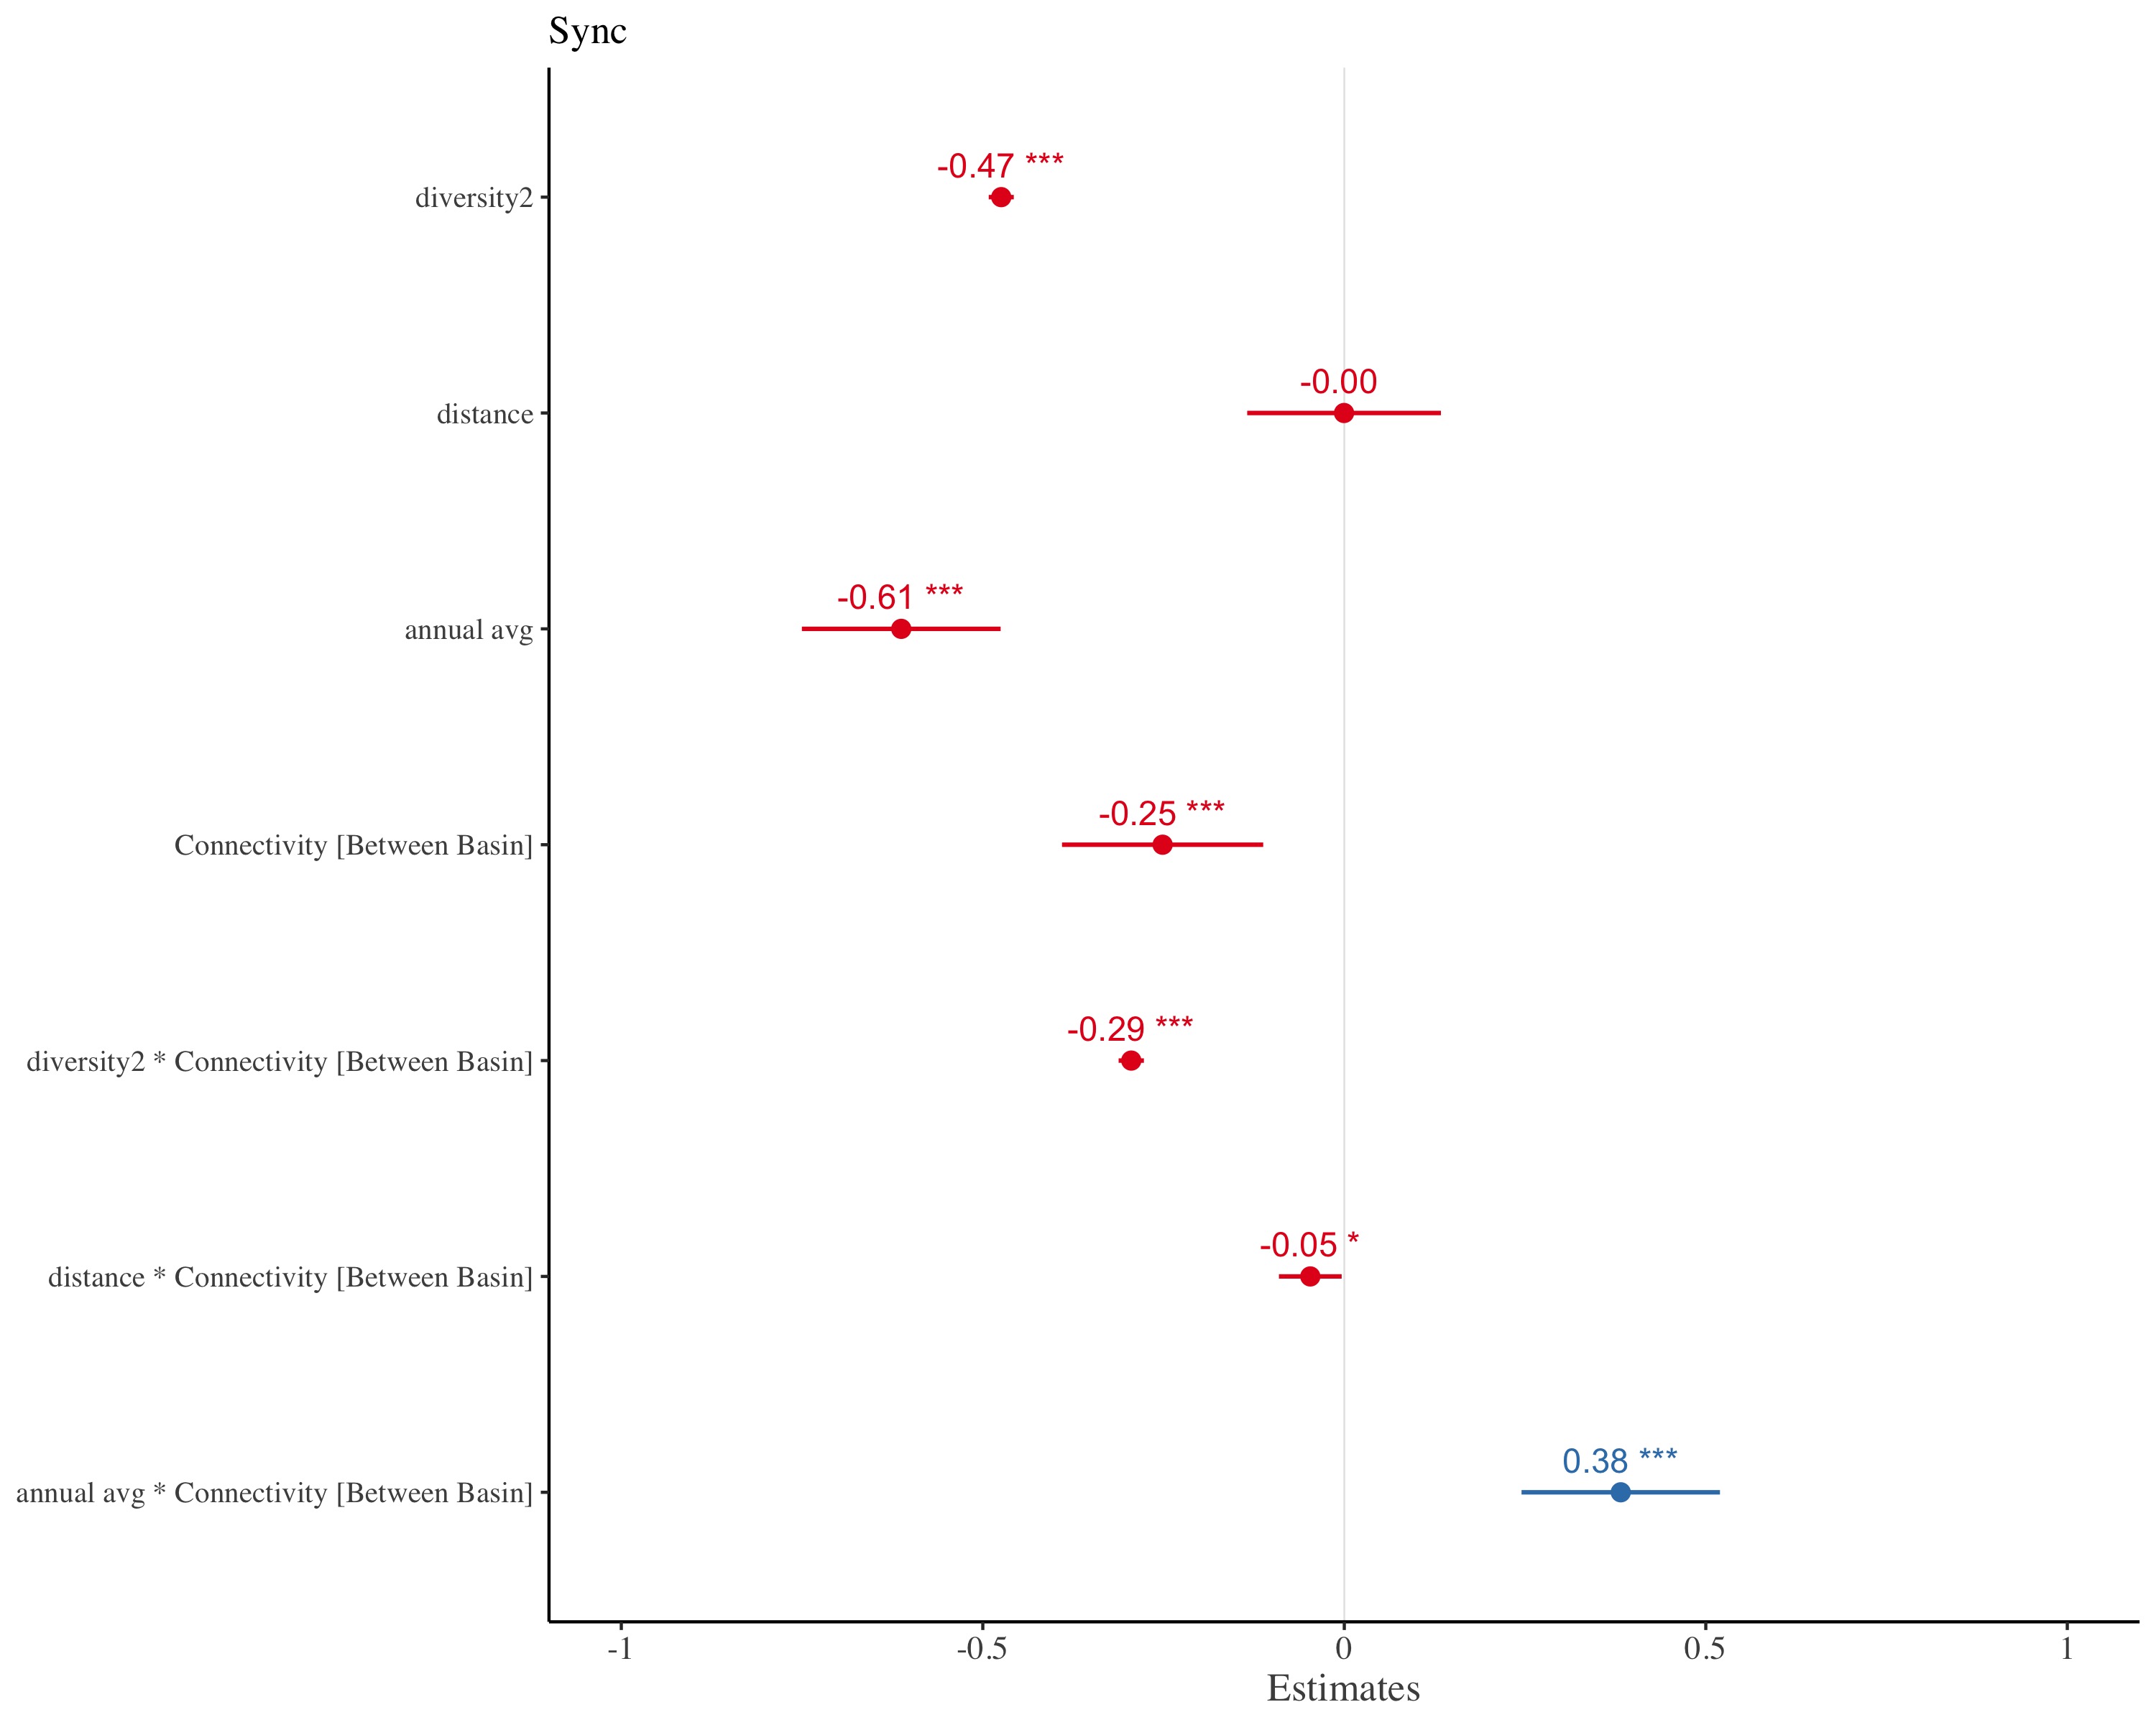 Sync
diversity2
-0.47 ***
distance
-0.00
annual avg
-0.61 ***
Connectivity [Between Basin]
-0.25 ***
diversity2 * Connectivity [Between Basin]
-0.29 ***
distance * Connectivity [Between Basin]
-0.05 *
annual avg * Connectivity [Between Basin]
0.38 ***
-1 -0.5 0 0.5 1
Estimates